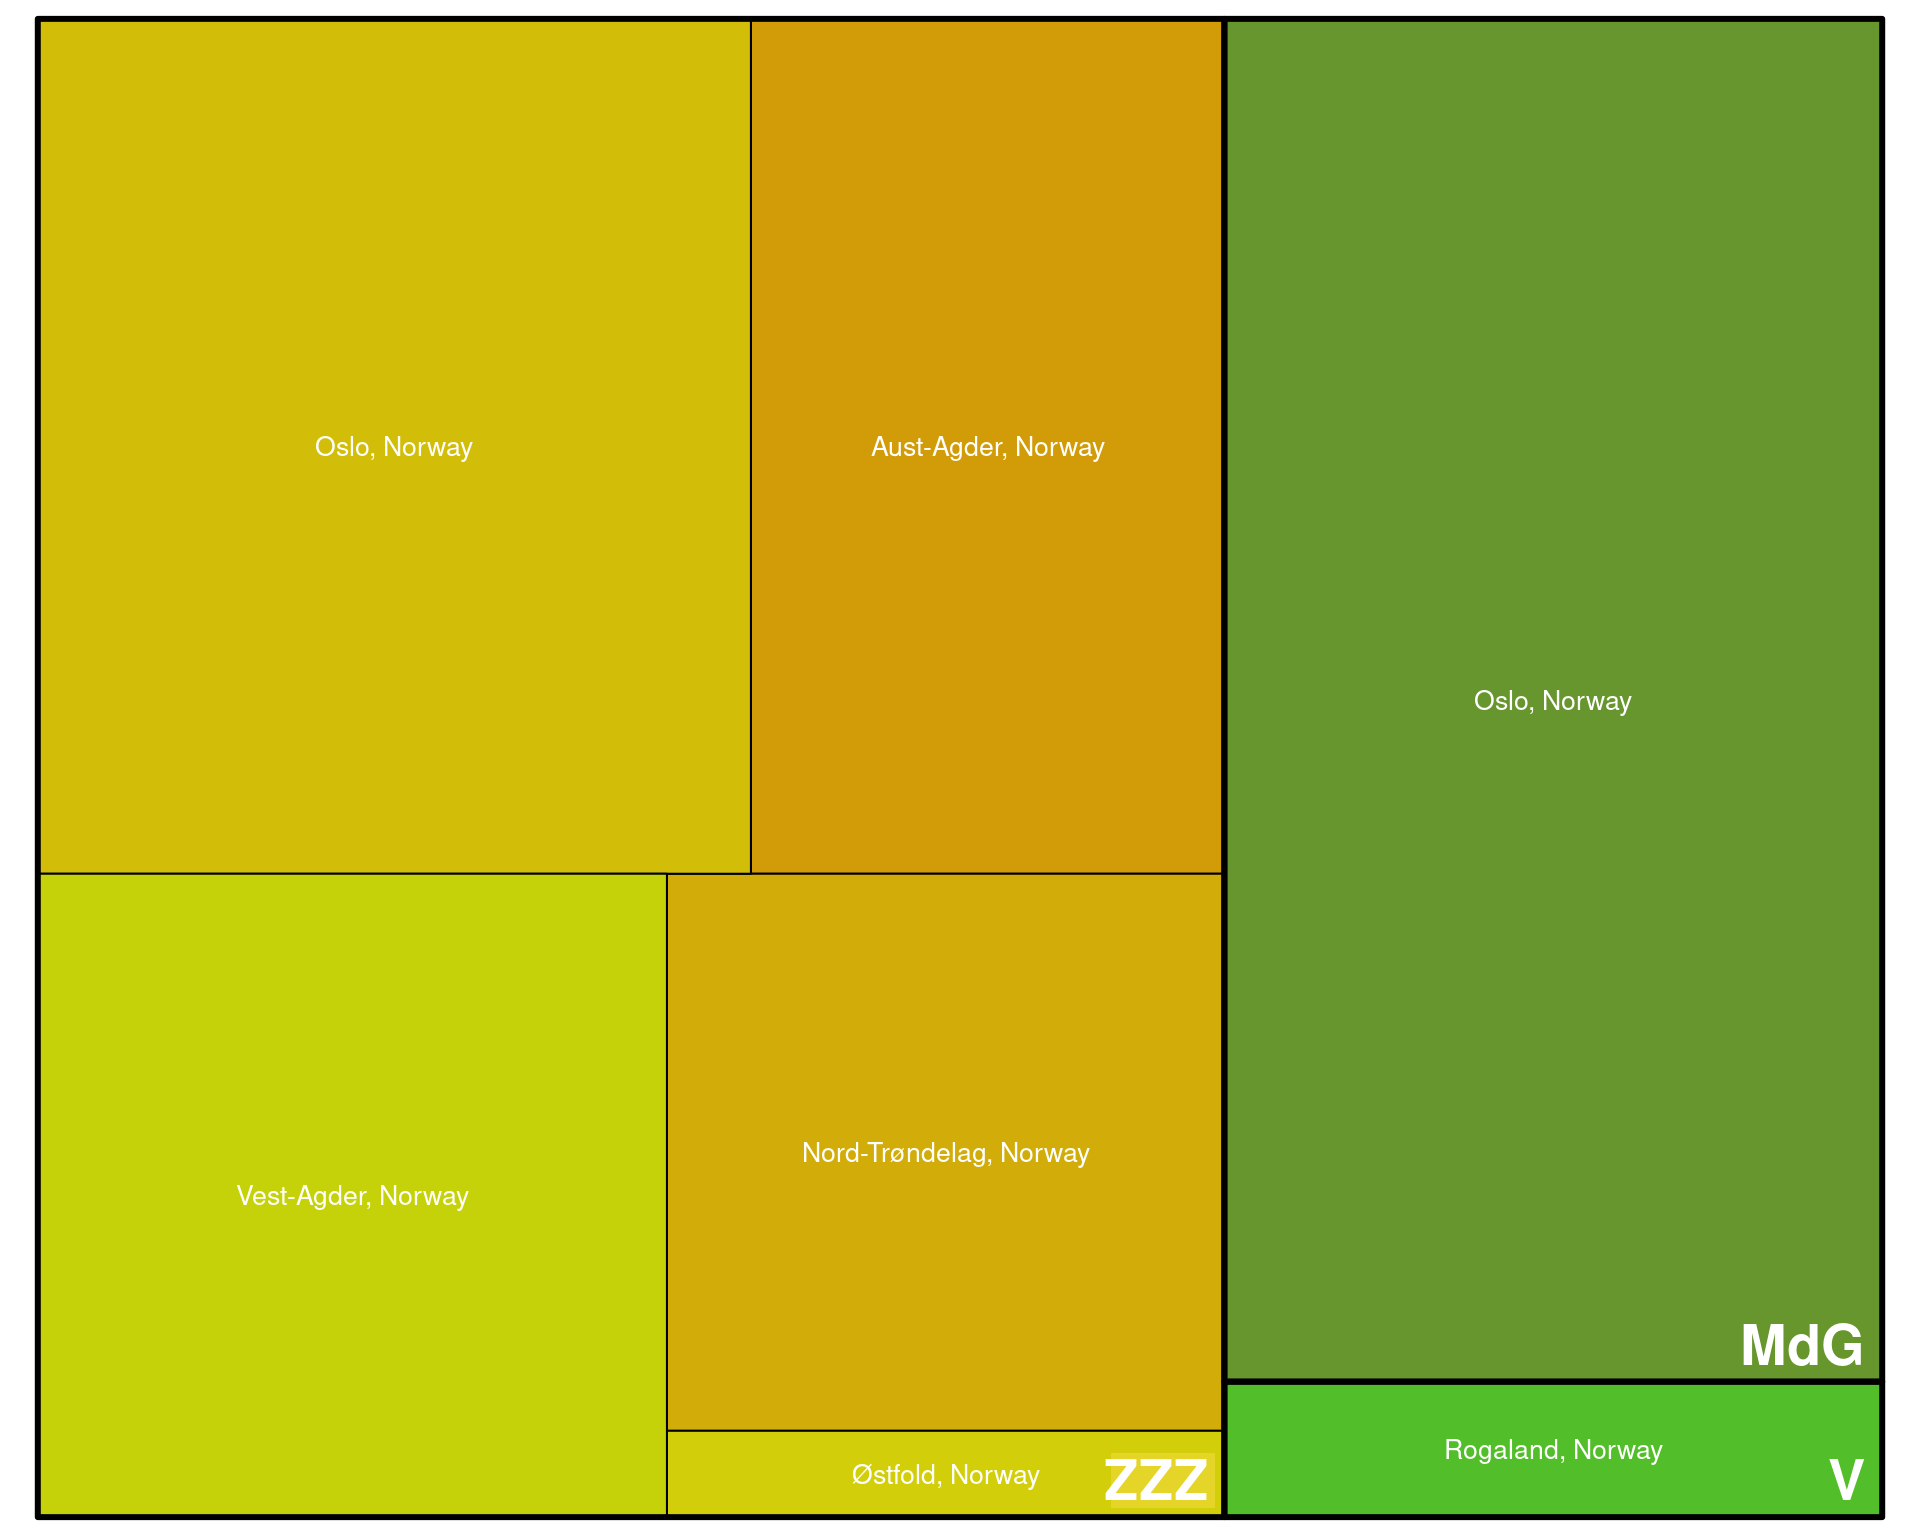 Oslo, Norway
Aust-Agder, Norway
Oslo, Norway
Vest-Agder, Norway
Nord-Trøndelag, Norway
MdG
Østfold, Norway
ZZZ
Rogaland, Norway
V